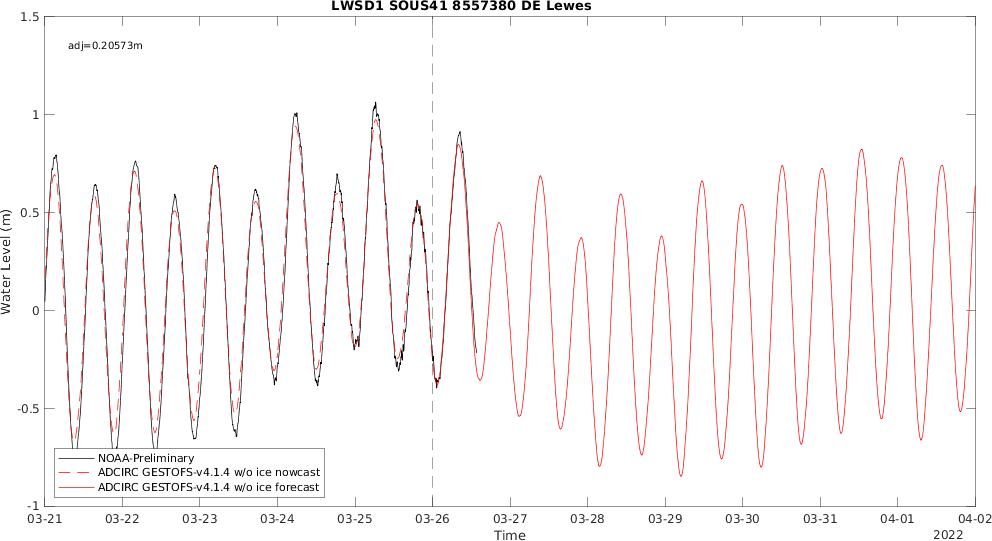 LWSD1 SOUS41 8557380 DE Lewes
adj=0.20573m
Water Level (m)
1.5
1
0.5
0
-0.5
-1
NOAA-Preliminary
ADCIRC GESTOFS-v4.1.4 w/o ice nowcast
ADCIRC GESTOFS-v4.1.4 w/o ice forecast
03-21 03-22 03-23 03-24 03-25 03-26 03-27 03-28 03-29 03-30 03-31 04-01 04-02
Time
2022